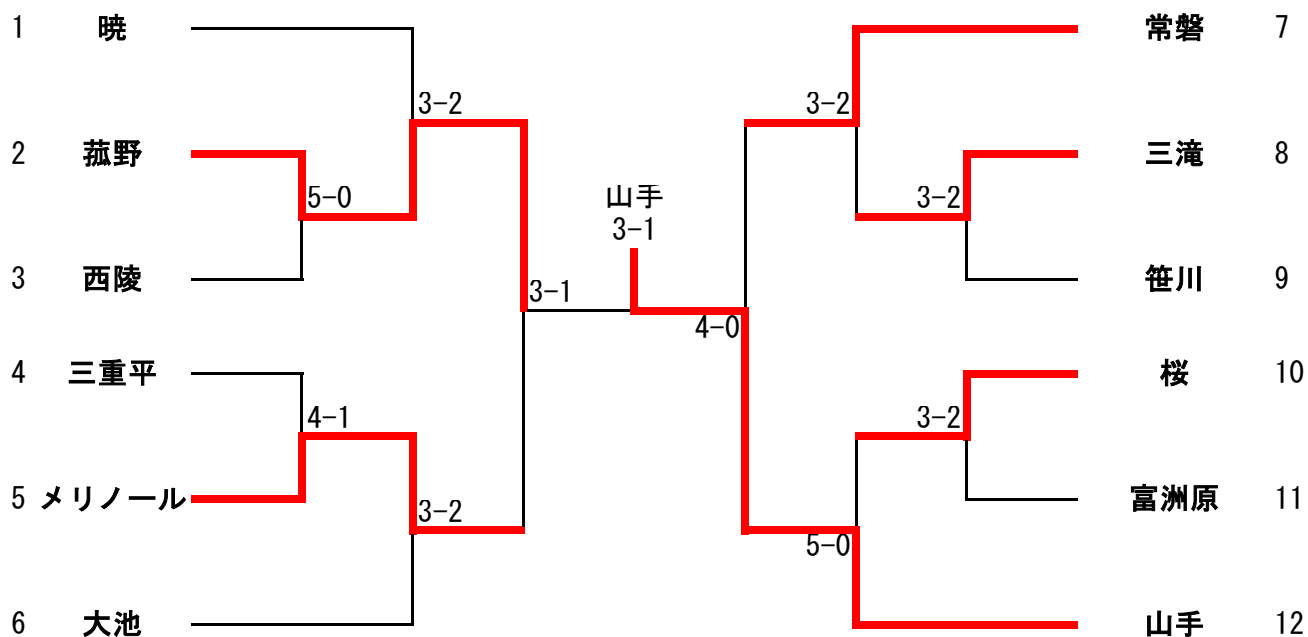 1 暁
3-2
2 菰野
5-0
3 西陵
3-1
4 三重平
4-1
5 メリノール
3-2
6 大池
山手
3-1
常磐 7
3-2
三滝 8
3-2
笹川 9
4-0
桜 10
3-2
富洲原 11
5-0
山手 12